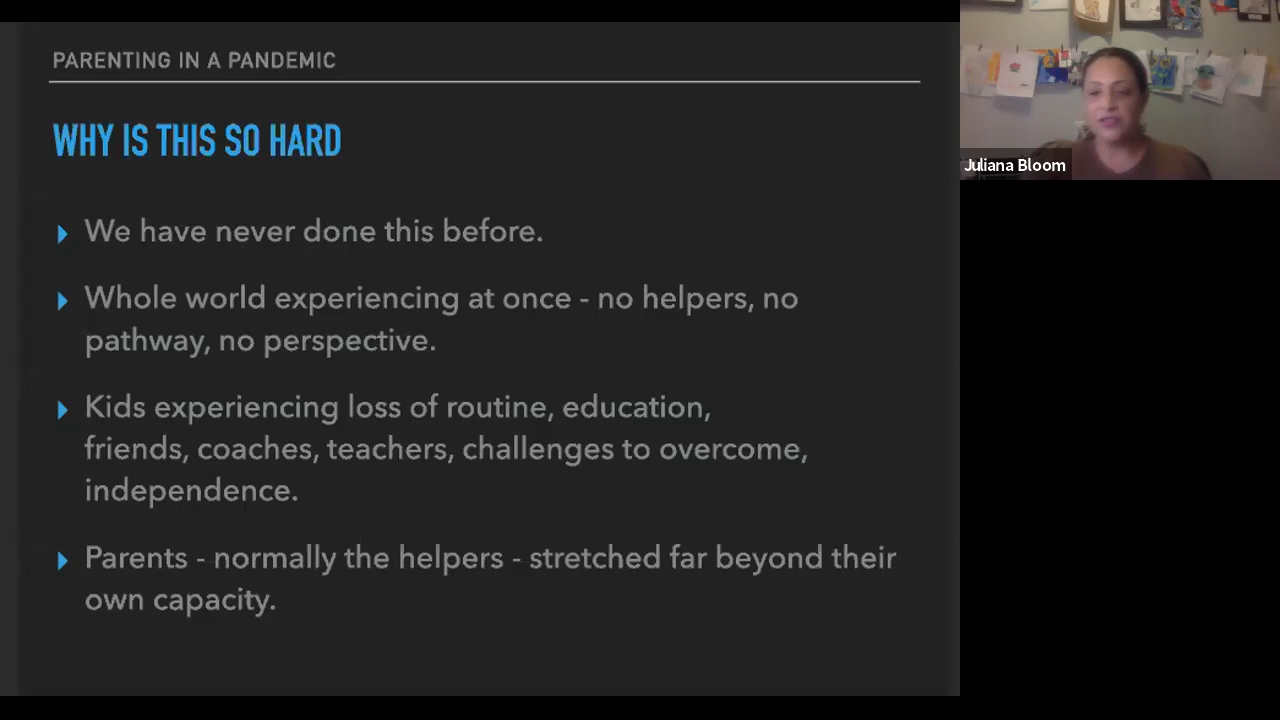 PARENTING IN A PANDEMIC
WHY IS THIS SO HARD
We have never done this before.
Whole world experiencing at once - no helpers, no
pathway, no perspective.
Kids experiencing loss of routine, education,
friends, coaches, teachers, challenges to overcome,
independence.
Parents - normally the helpers - stretched far beyond their
own capacity.
Juliana Bloom